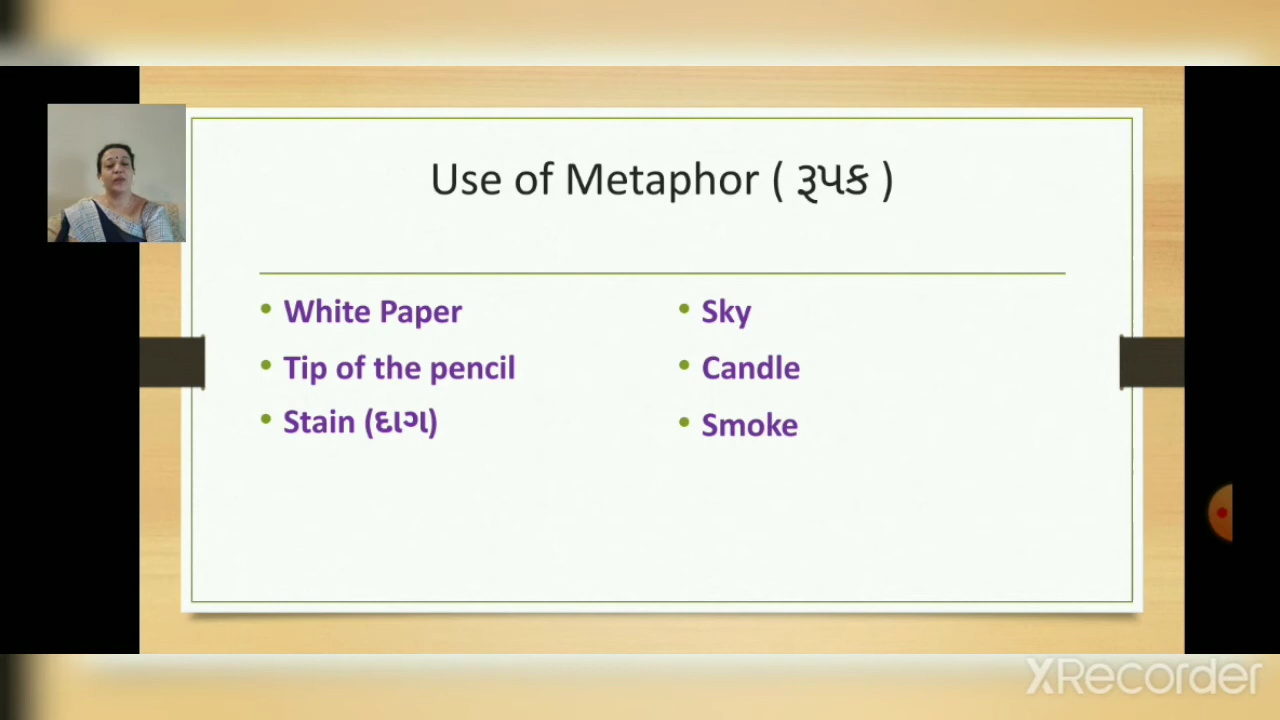 Use of Metaphor ( રૂપક )
White Paper
Tip of the pencil
Stain (દાગ)
Sky
Candle
Smoke
XRecorder